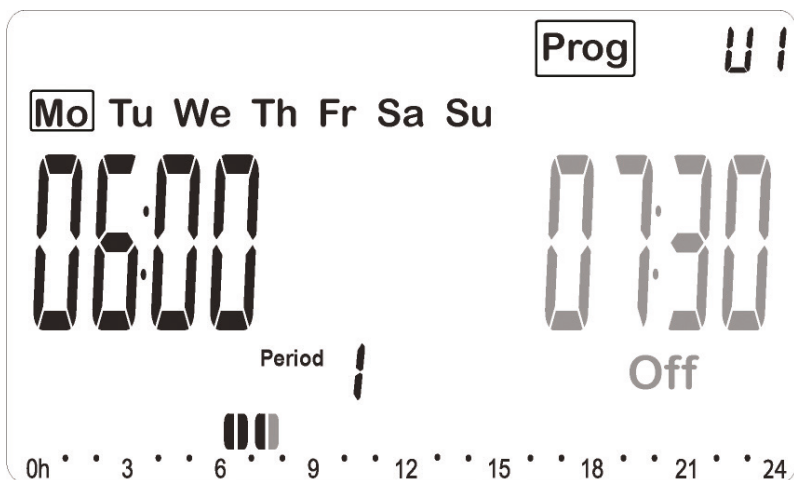 Prog U1
Mo Tu We Th Fr Sa Su
06:00 07:30
Period 1 Off
0h 3 6 9 12 15 18 21 24